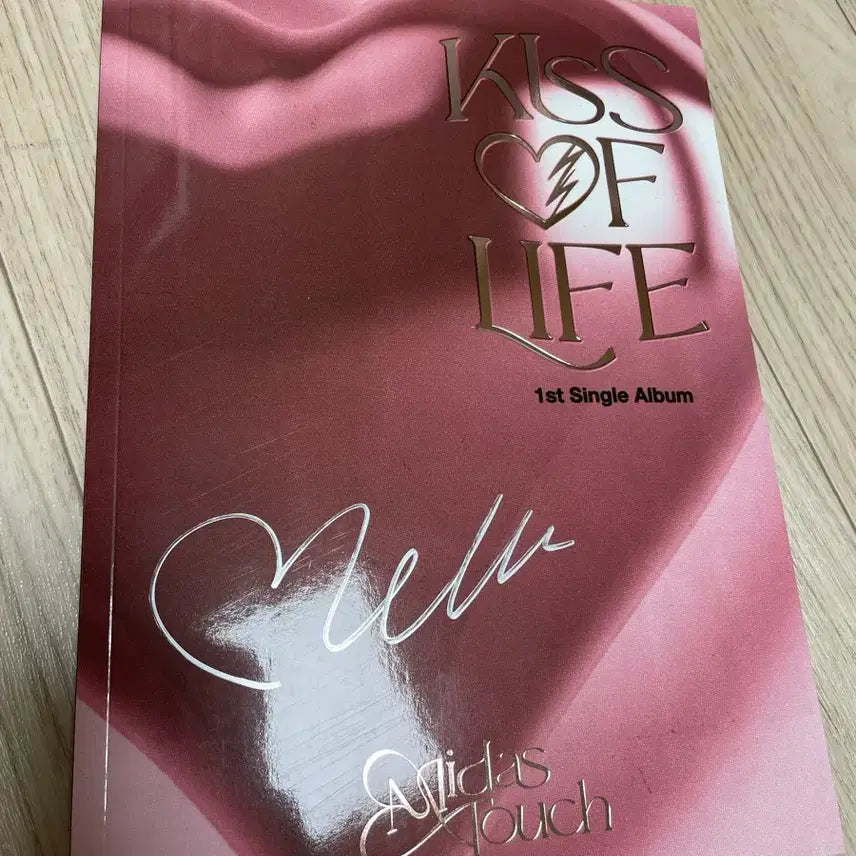 KISS
OF
LIFE
1st Single Album
Midas
Touch